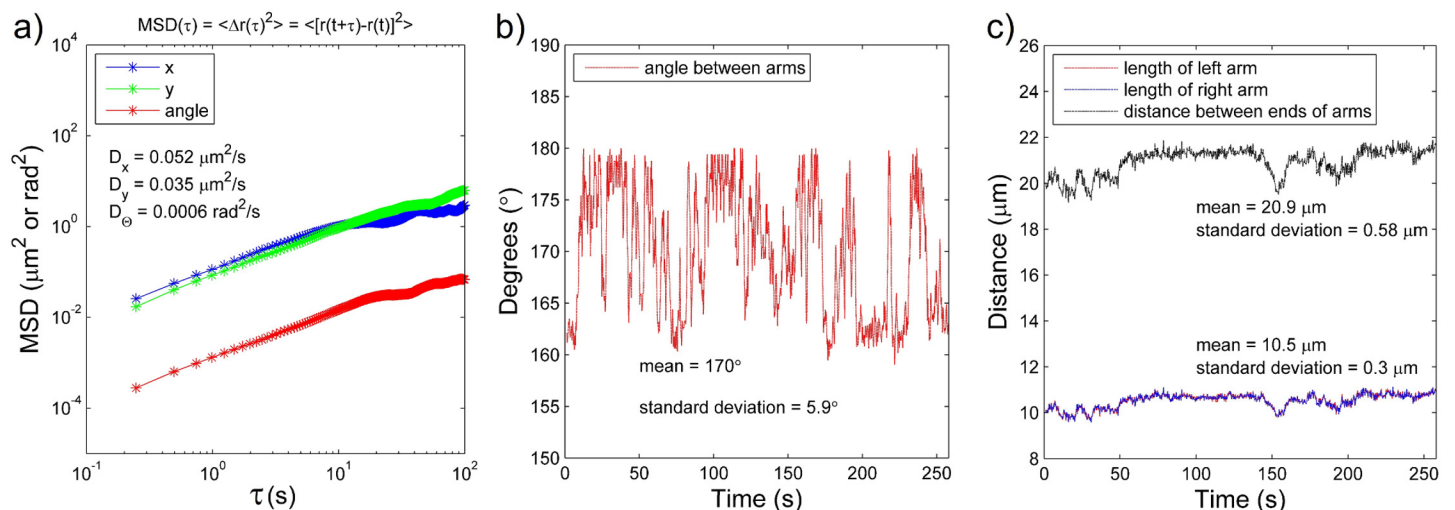 a)
MSD(τ) = <Δr(τ)²> = <[r(t+τ)-r(t)]²>
10⁴
10²
10⁰
10⁻²
10⁻⁴
MSD (μm² or rad²)
x
y
angle
Dₓ = 0.052 μm²/s
D_y = 0.035 μm²/s
D_Θ = 0.0006 rad²/s
10⁻¹
10⁰
10¹
10²
τ (s)
b)
190
185
180
175
170
165
160
155
150
Degrees (°)
angle between arms
mean = 170°
standard deviation = 5.9°
0
50
100
150
200
250
Time (s)
c)
26
24
22
20
18
16
14
12
10
8
Distance (μm)
length of left arm
length of right arm
distance between ends of arms
mean = 20.9 μm
standard deviation = 0.58 μm
mean = 10.5 μm
standard deviation = 0.3 μm
0
50
100
150
200
250
Time (s)